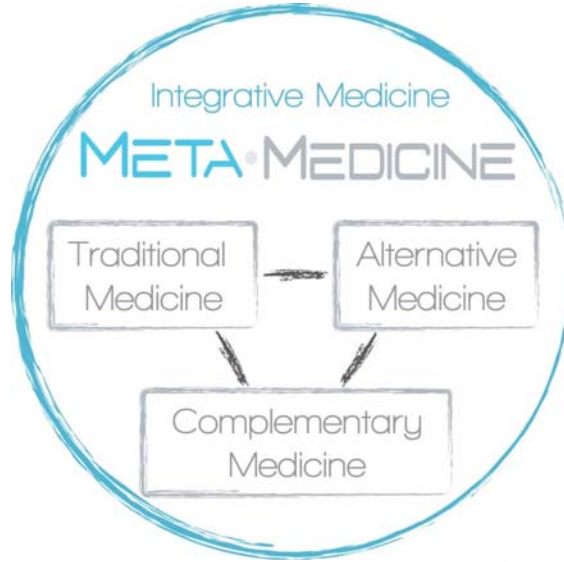 Integrative Medicine
META·MEDICINE
Traditional
Medicine
Alternative
Medicine
Complementary
Medicine